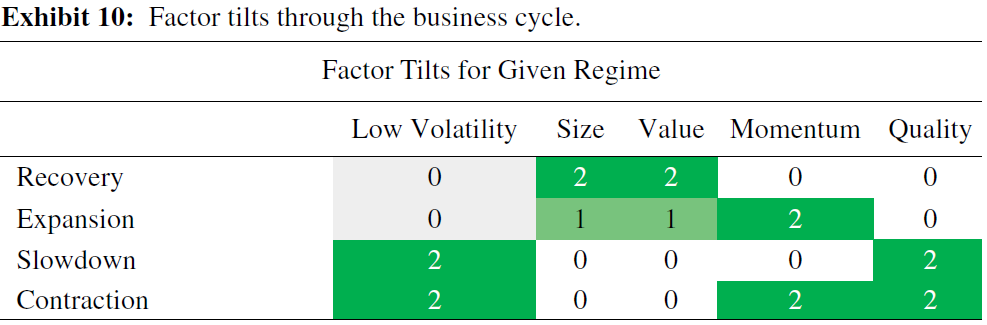 Exhibit 10: Factor tilts through the business cycle.
Factor Tilts for Given Regime
Low Volatility Size Value Momentum Quality
Recovery 0 2 2 0 0
Expansion 0 1 1 2 0
Slowdown 2 0 0 0 2
Contraction 2 0 0 2 2